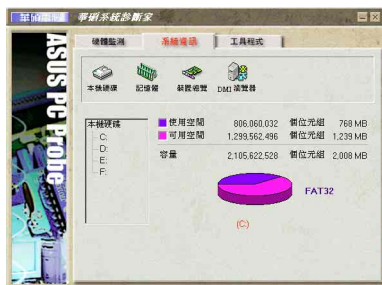 華碩電腦 華碩系統診斷家
硬體監測 系統資訊 工具程式
本機硬碟 記憶體 裝置總覽 DMI 瀏覽器
ASUS PC Probe
本機硬碟
C:
D:
E:
F:
使用空間 806,060,032 個位元組 768 MB
可用空間 1,299,562,496 個位元組 1,239 MB
容量 2,105,622,528 個位元組 2,008 MB
FAT32
(C:)